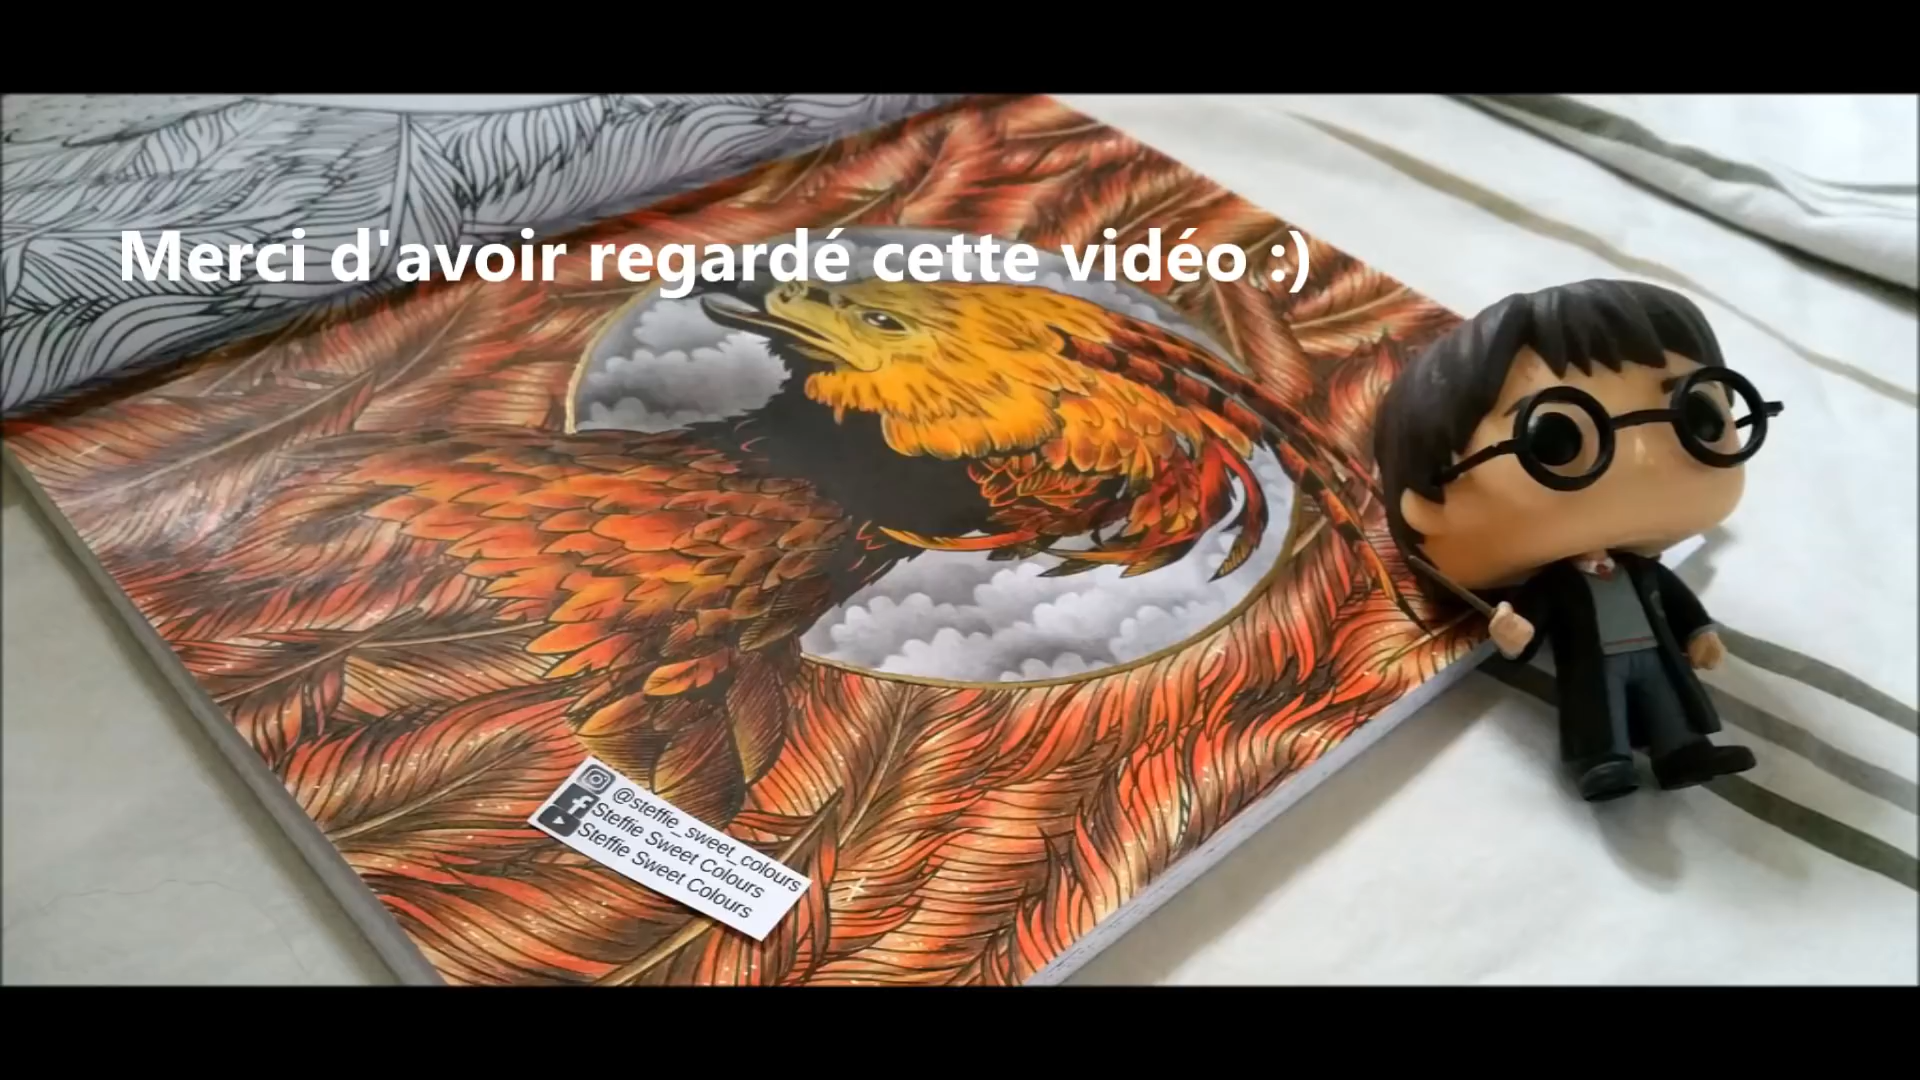 Merci d'avoir regardé cette vidéo :)
@steffie_sweet_colours
Steffie Sweet Colours
Steffie Sweet Colours